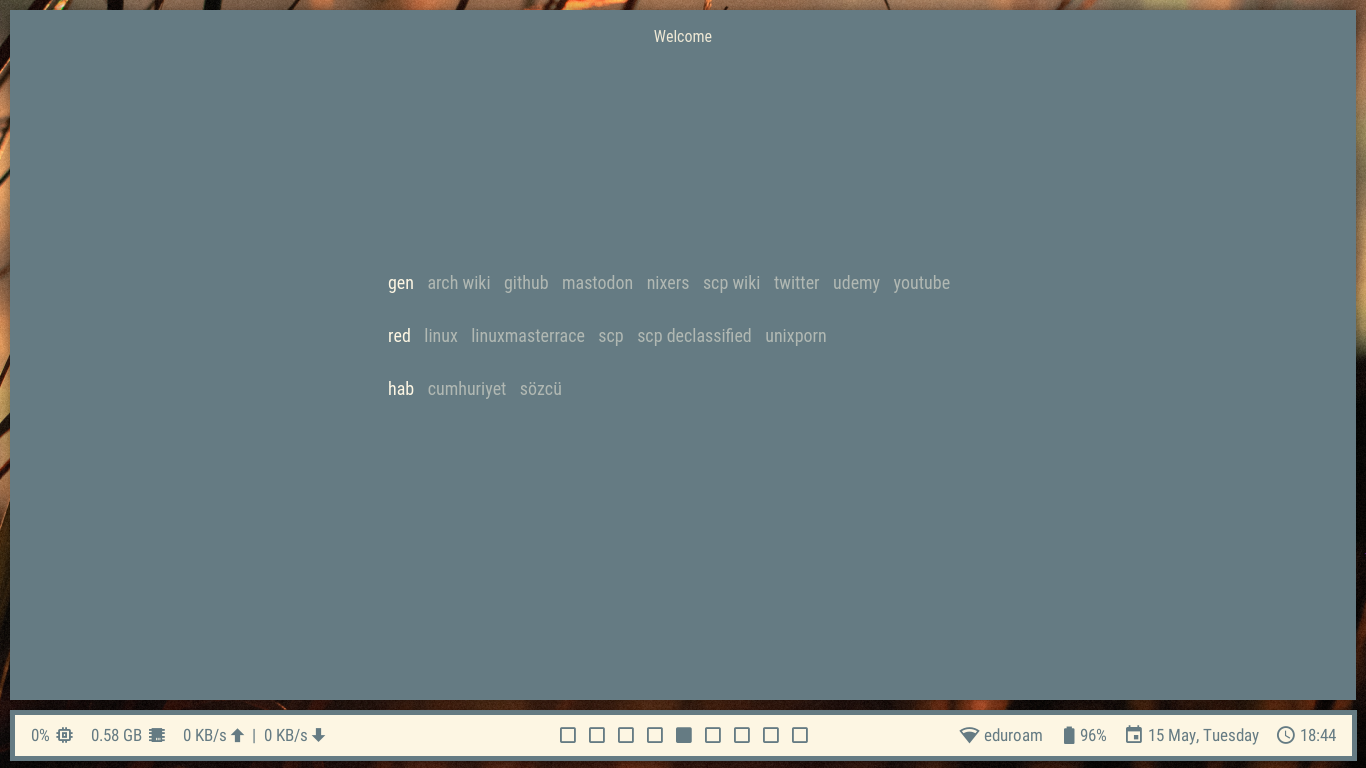 Welcome
gen arch wiki github mastodon nixers scp wiki twitter udemy youtube
red linux linuxmasterrace scp scp declassified unixporn
hab cumhuriyet sözcü
0% 0.58 GB 0 KB/s | 0 KB/s eduroam 96% 15 May, Tuesday 18:44